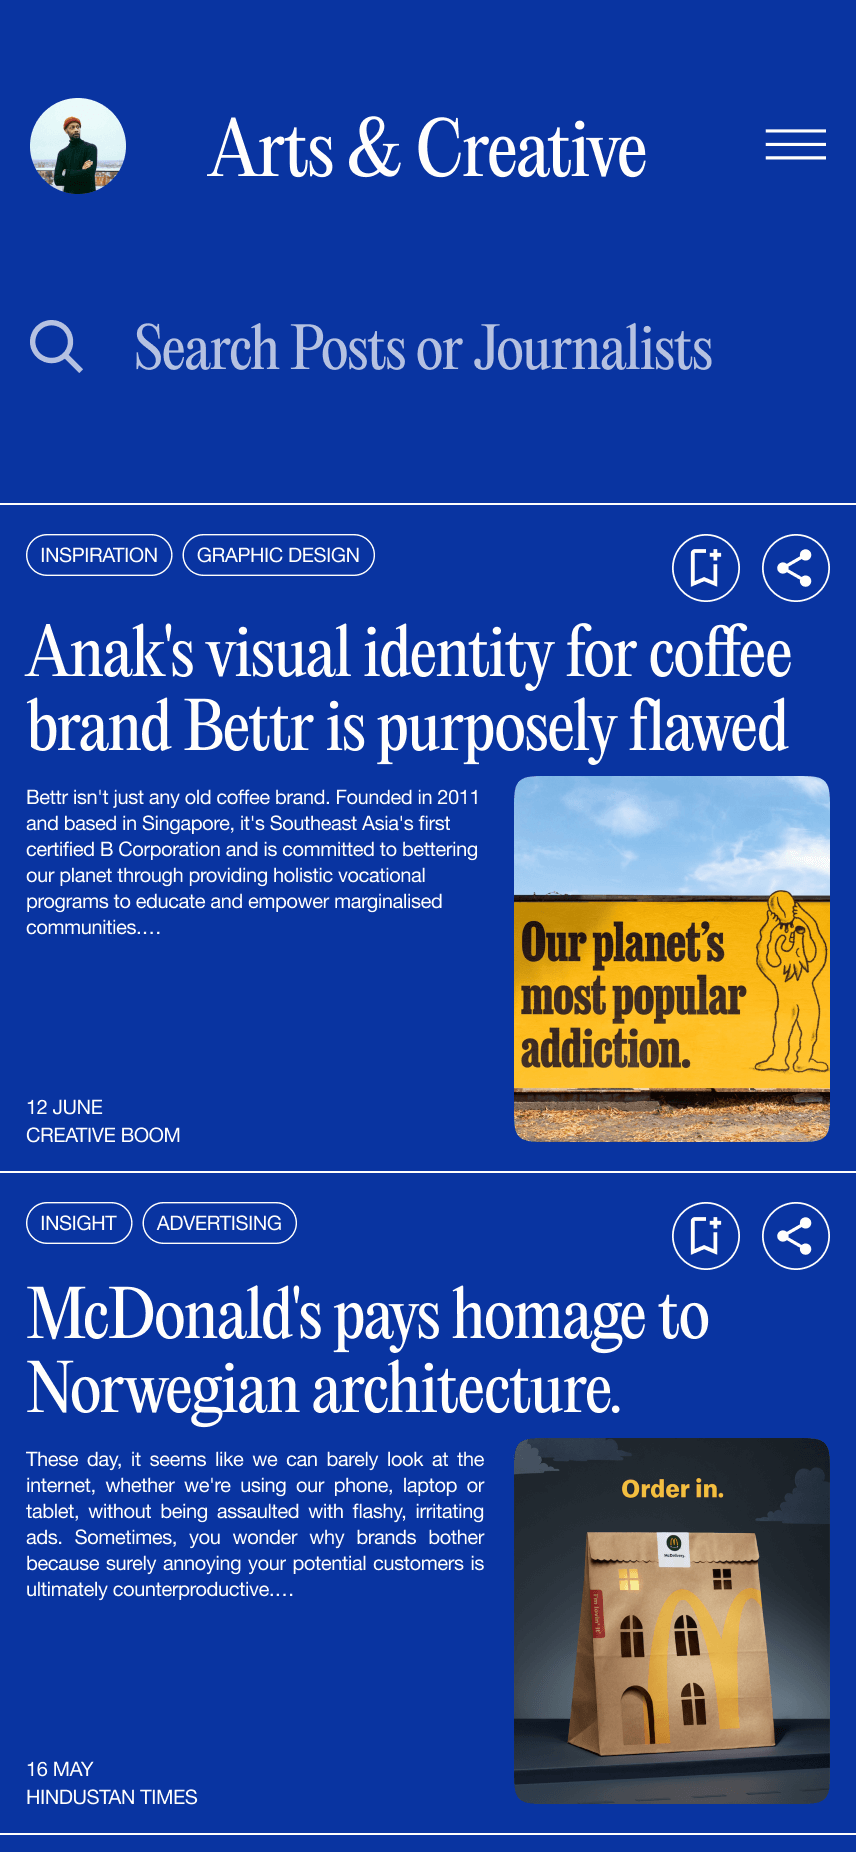 Arts & Creative
Search Posts or Journalists
INSPIRATION
GRAPHIC DESIGN
Anak's visual identity for coffee
brand Bettr is purposely flawed
Bettr isn't just any old coffee brand. Founded in 2011
and based in Singapore, it's Southeast Asia's first
certified B Corporation and is committed to bettering
our planet through providing holistic vocational
programs to educate and empower marginalised
communities....
Our planet's
most popular
addiction.
12 JUNE
CREATIVE BOOM
INSIGHT
ADVERTISING
McDonald's pays homage to
Norwegian architecture.
These day, it seems like we can barely look at the
internet, whether we're using our phone, laptop or
tablet, without being assaulted with flashy, irritating
ads. Sometimes, you wonder why brands bother
because surely annoying your potential customers is
ultimately counterproductive....
Order in.
McDelivery
i'm lovin' it
16 MAY
HINDUSTAN TIMES